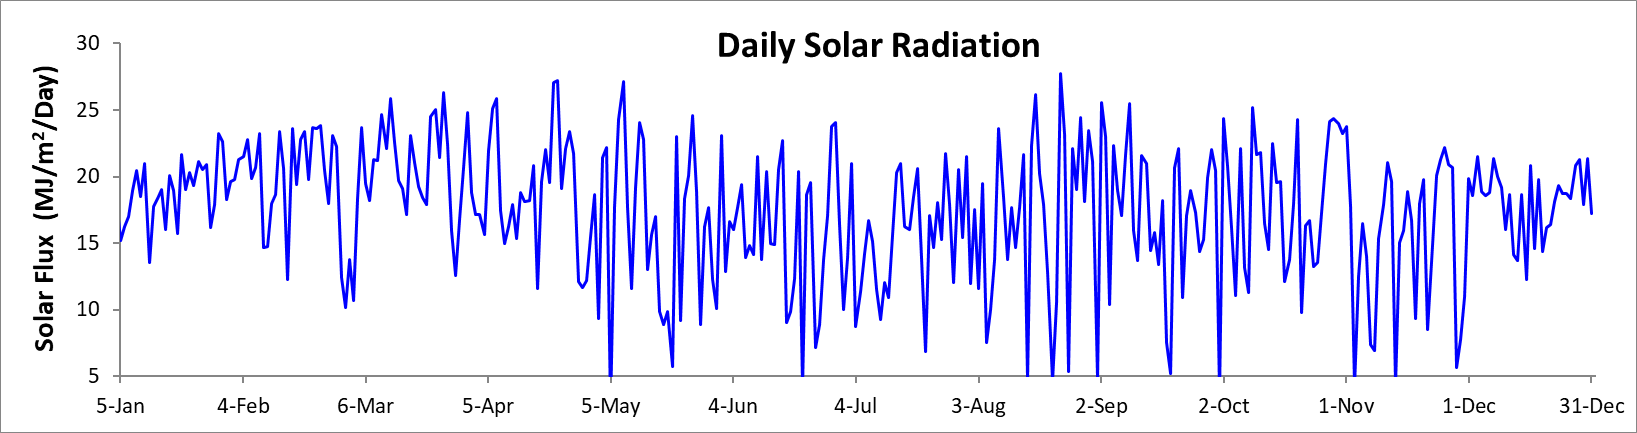 Daily Solar Radiation
Solar Flux (MJ/m²/Day)
30
25
20
15
10
5
5-Jan 4-Feb 6-Mar 5-Apr 5-May 4-Jun 4-Jul 3-Aug 2-Sep 2-Oct 1-Nov 1-Dec 31-Dec